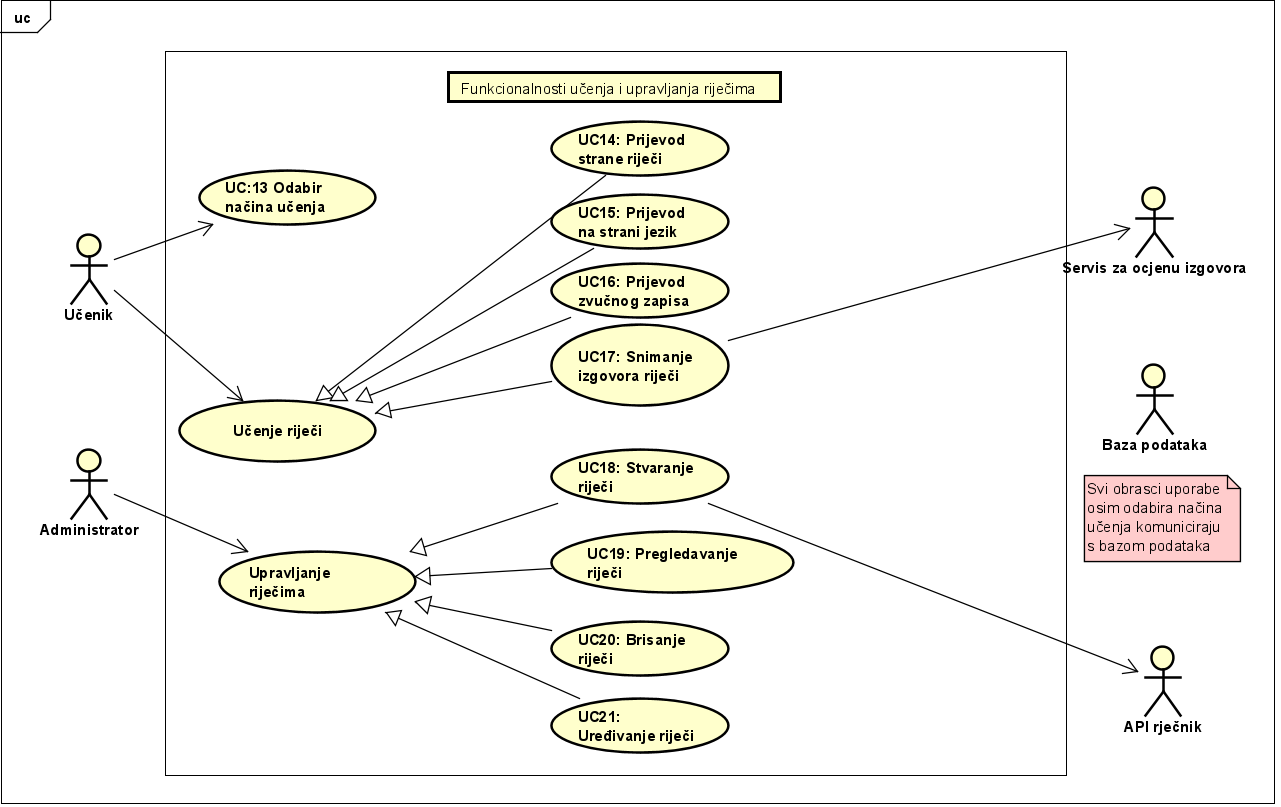 uc
Funkcionalnosti učenja i upravljanja riječima
UC14: Prijevod
strane riječi
UC:13 Odabir
načina učenja
UC15: Prijevod
na strani jezik
UC16: Prijevod
zvučnog zapisa
UC17: Snimanje
izgovora riječi
Učenik
Servis za ocjenu izgovora
Učenje riječi
Baza podataka
Svi obrasci uporabe
osim odabira načina
učenja komuniciraju
s bazom podataka
Administrator
UC18: Stvaranje
riječi
UC19: Pregledavanje
riječi
Upravljanje
riječima
UC20: Brisanje
riječi
UC21:
Uređivanje riječi
API rječnik